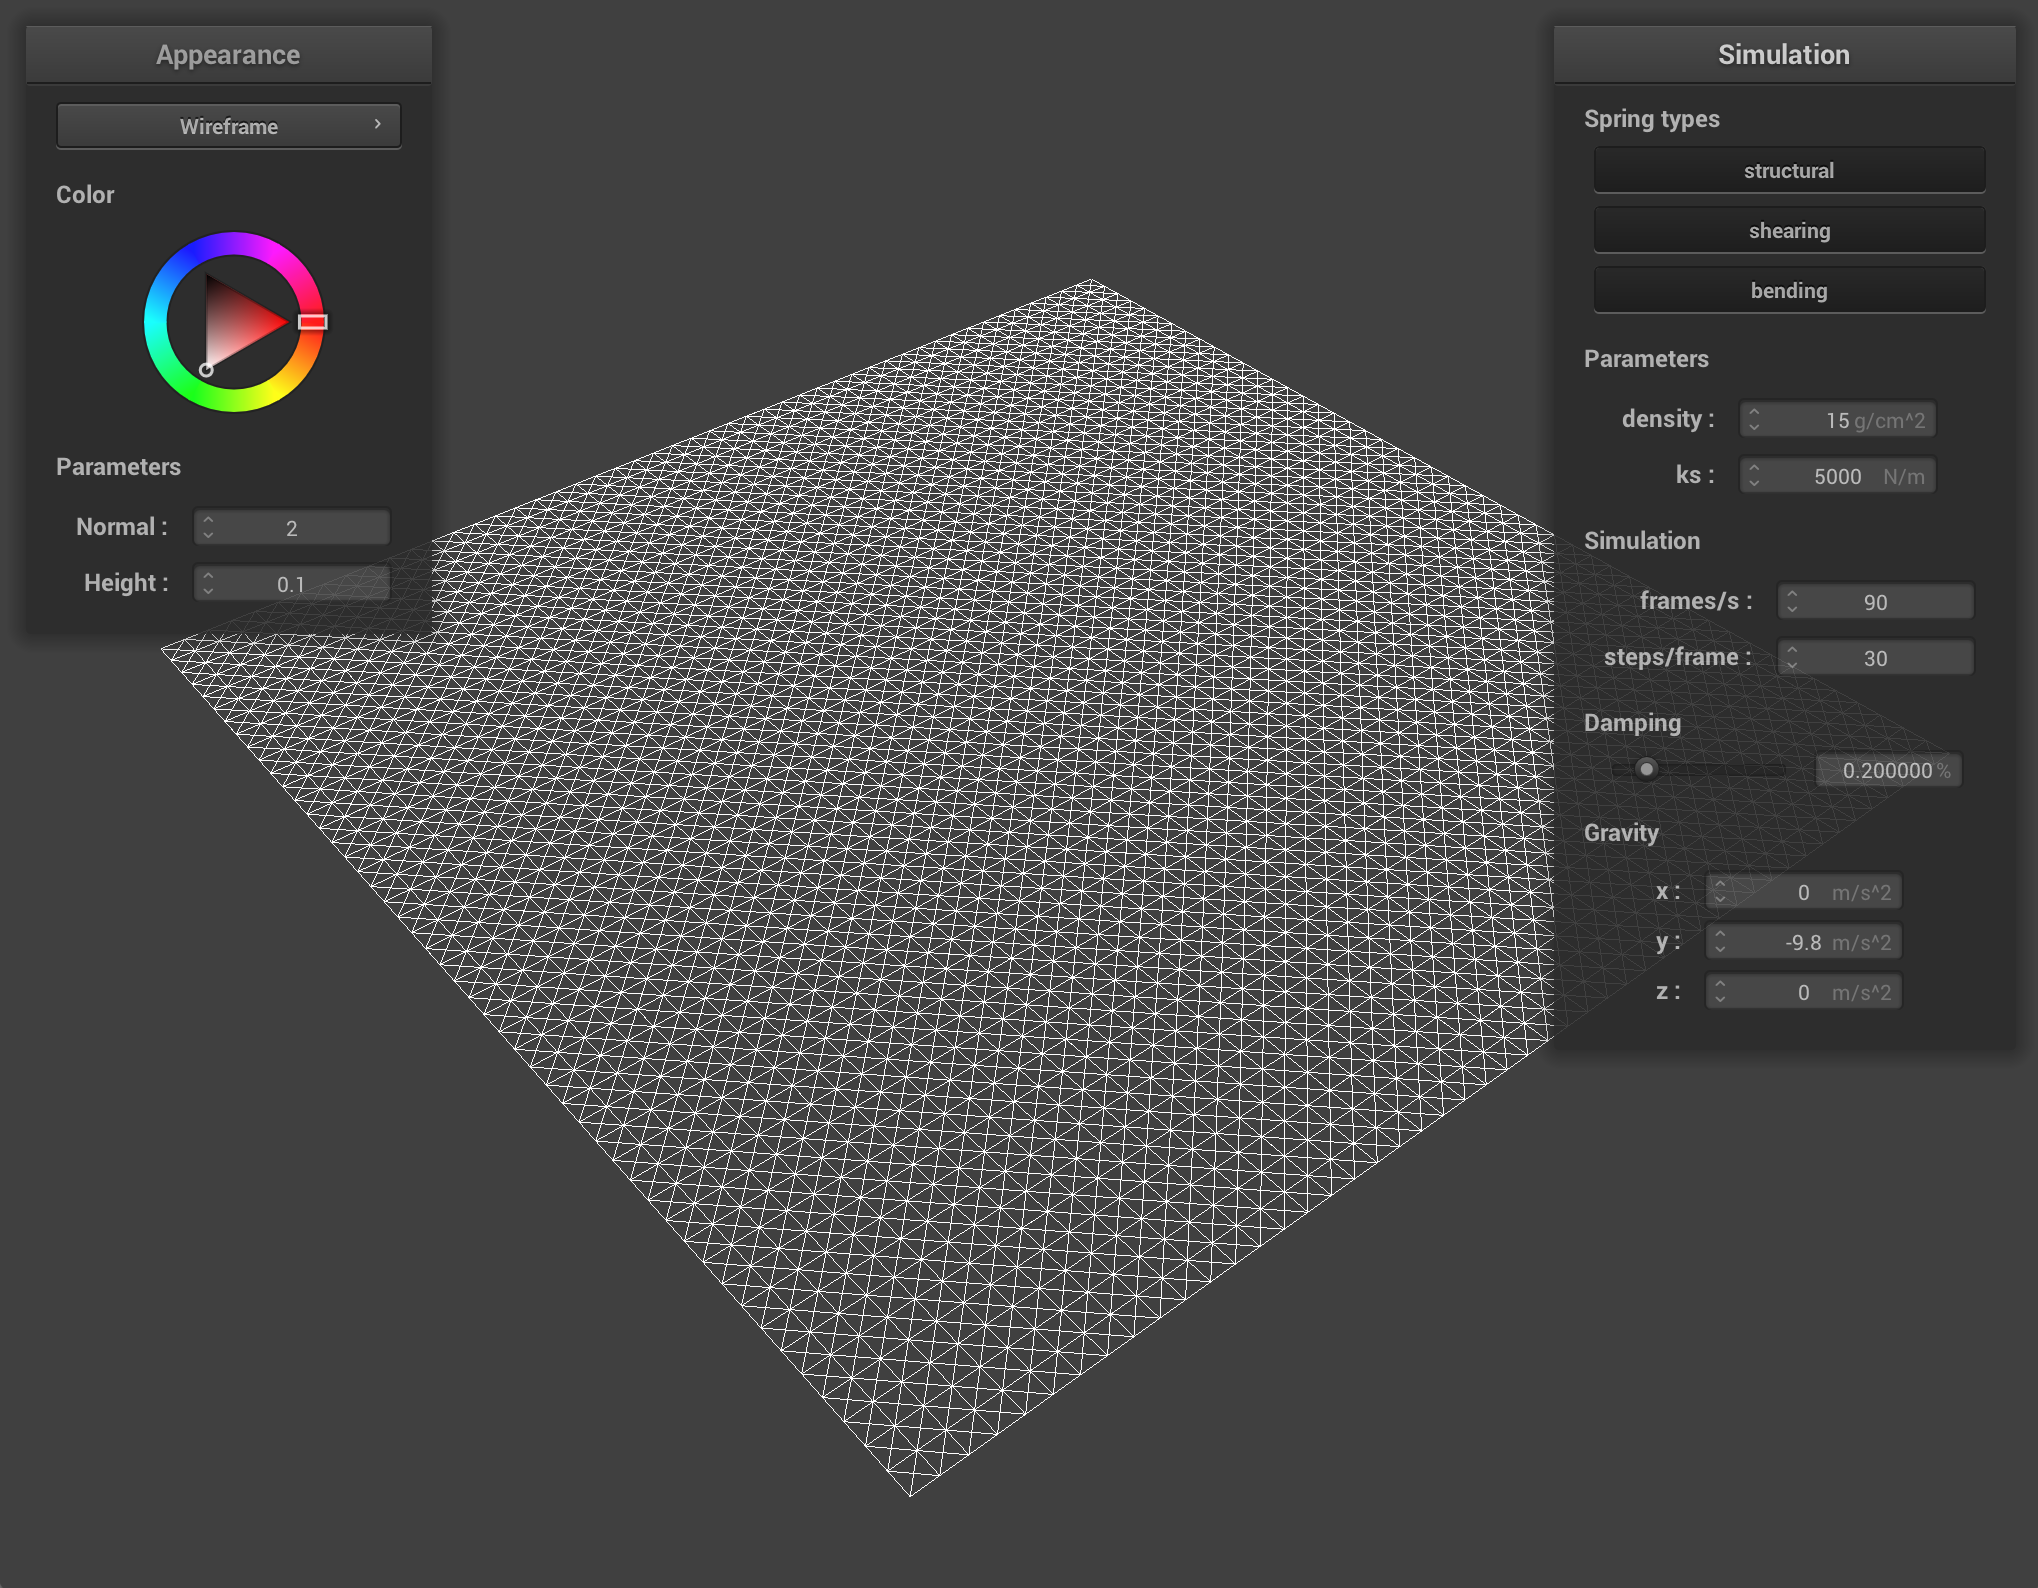 Appearance
Wireframe
Color
Parameters
Normal : 2
Height : 0.1
Simulation
Spring types
structural
shearing
bending
Parameters
density : 15 g/cm^2
ks : 5000 N/m
Simulation
frames/s : 90
steps/frame : 30
Damping
0.200000 %
Gravity
x : 0 m/s^2
y : -9.8 m/s^2
z : 0 m/s^2